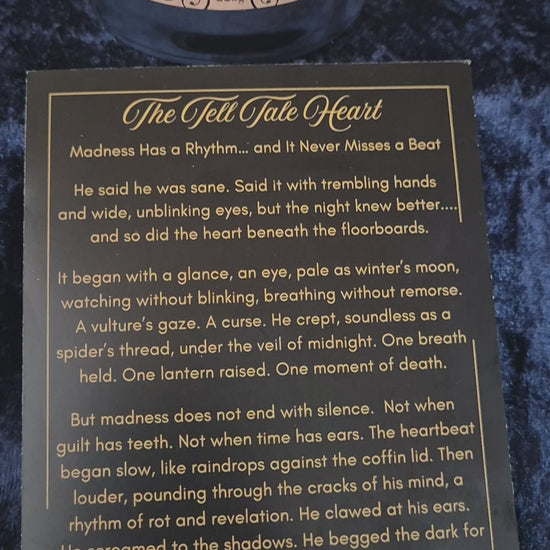 The Tell Tale Heart
Madness Has a Rhythm... and It Never Misses a Beat
He said he was sane. Said it with trembling hands
and wide, unblinking eyes, but the night knew better....
and so did the heart beneath the floorboards.
It began with a glance, an eye, pale as winter's moon,
watching without blinking, breathing without remorse.
A vulture's gaze. A curse. He crept, soundless as a
spider's thread, under the veil of midnight. One breath
held. One lantern raised. One moment of death.
But madness does not end with silence.  Not when
guilt has teeth. Not when time has ears. The heartbeat
began slow, like raindrops against the coffin lid. Then
louder, pounding through the cracks of his mind, a
rhythm of rot and revelation. He clawed at his ears.
He screamed to the shadows. He begged the dark for